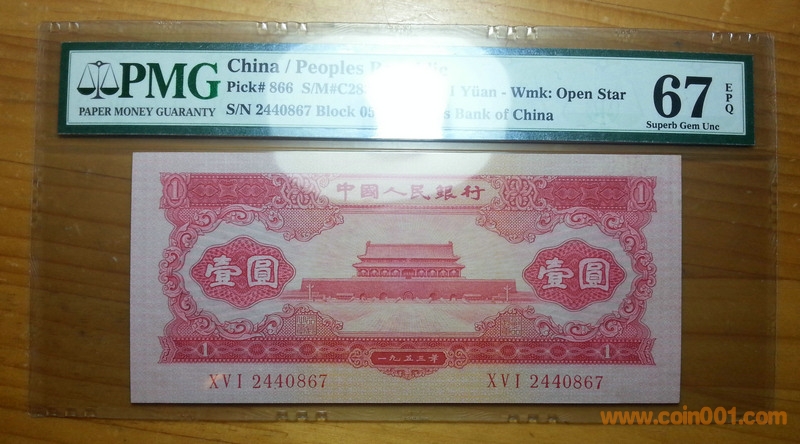 PMG
PAPER MONEY GUARANTY
China / Peoples
Pick# 866 S/M#C28 1 Yüan - Wmk: Open Star
S/N 2440867 Block 05 Bank of China
67
EPQ
Superb Gem Unc
1 中國人民銀行 1
壹圓 壹圓
1 一九五三年 1
XVI 2440867 XVI 2440867
www.coin001.com